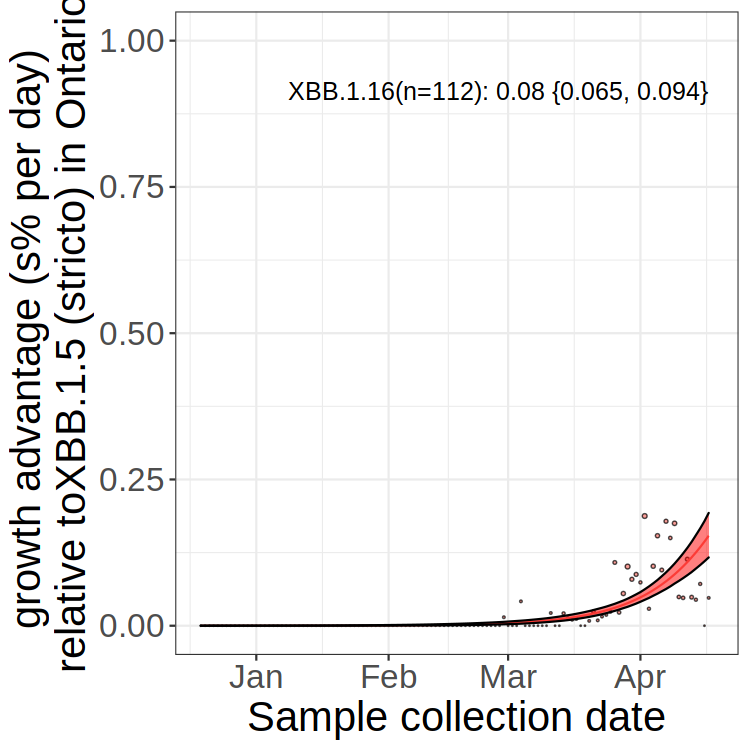 growth advantage (s% per day)
relative toXBB.1.5 (stricto) in Ontario
1.00
0.75
0.50
0.25
0.00
XBB.1.16(n=112): 0.08 {0.065, 0.094}
Jan Feb Mar Apr
Sample collection date